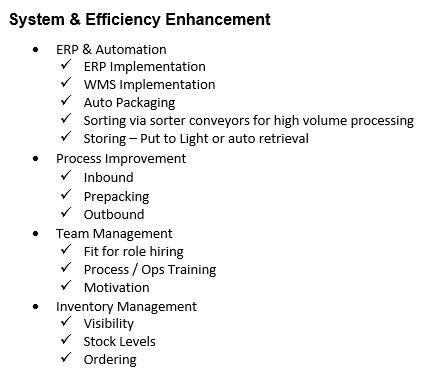 System & Efficiency Enhancement
• ERP & Automation
✓ ERP Implementation
✓ WMS Implementation
✓ Auto Packaging
✓ Sorting via sorter conveyors for high volume processing
✓ Storing – Put to Light or auto retrieval
• Process Improvement
✓ Inbound
✓ Prepacking
✓ Outbound
• Team Management
✓ Fit for role hiring
✓ Process / Ops Training
✓ Motivation
• Inventory Management
✓ Visibility
✓ Stock Levels
✓ Ordering